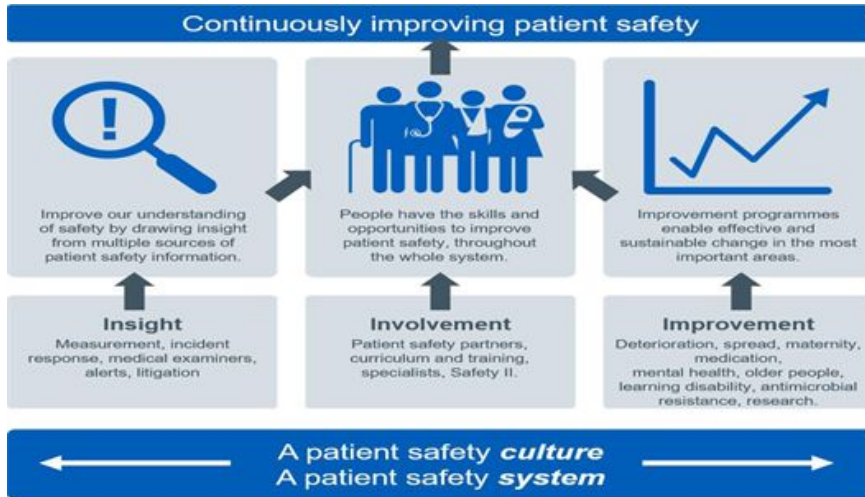 Continuously improving patient safety
!
Improve our understanding
of safety by drawing insight
from multiple sources of
patient safety information.
People have the skills and
opportunities to improve
patient safety, throughout
the whole system.
Improvement programmes
enable effective and
sustainable change in the most
important areas.
Insight
Measurement, incident
response, medical examiners,
alerts, litigation
Involvement
Patient safety partners,
curriculum and training,
specialists, Safety II.
Improvement
Deterioration, spread, maternity,
medication,
mental health, older people,
learning disability, antimicrobial
resistance, research.
A patient safety culture
A patient safety system